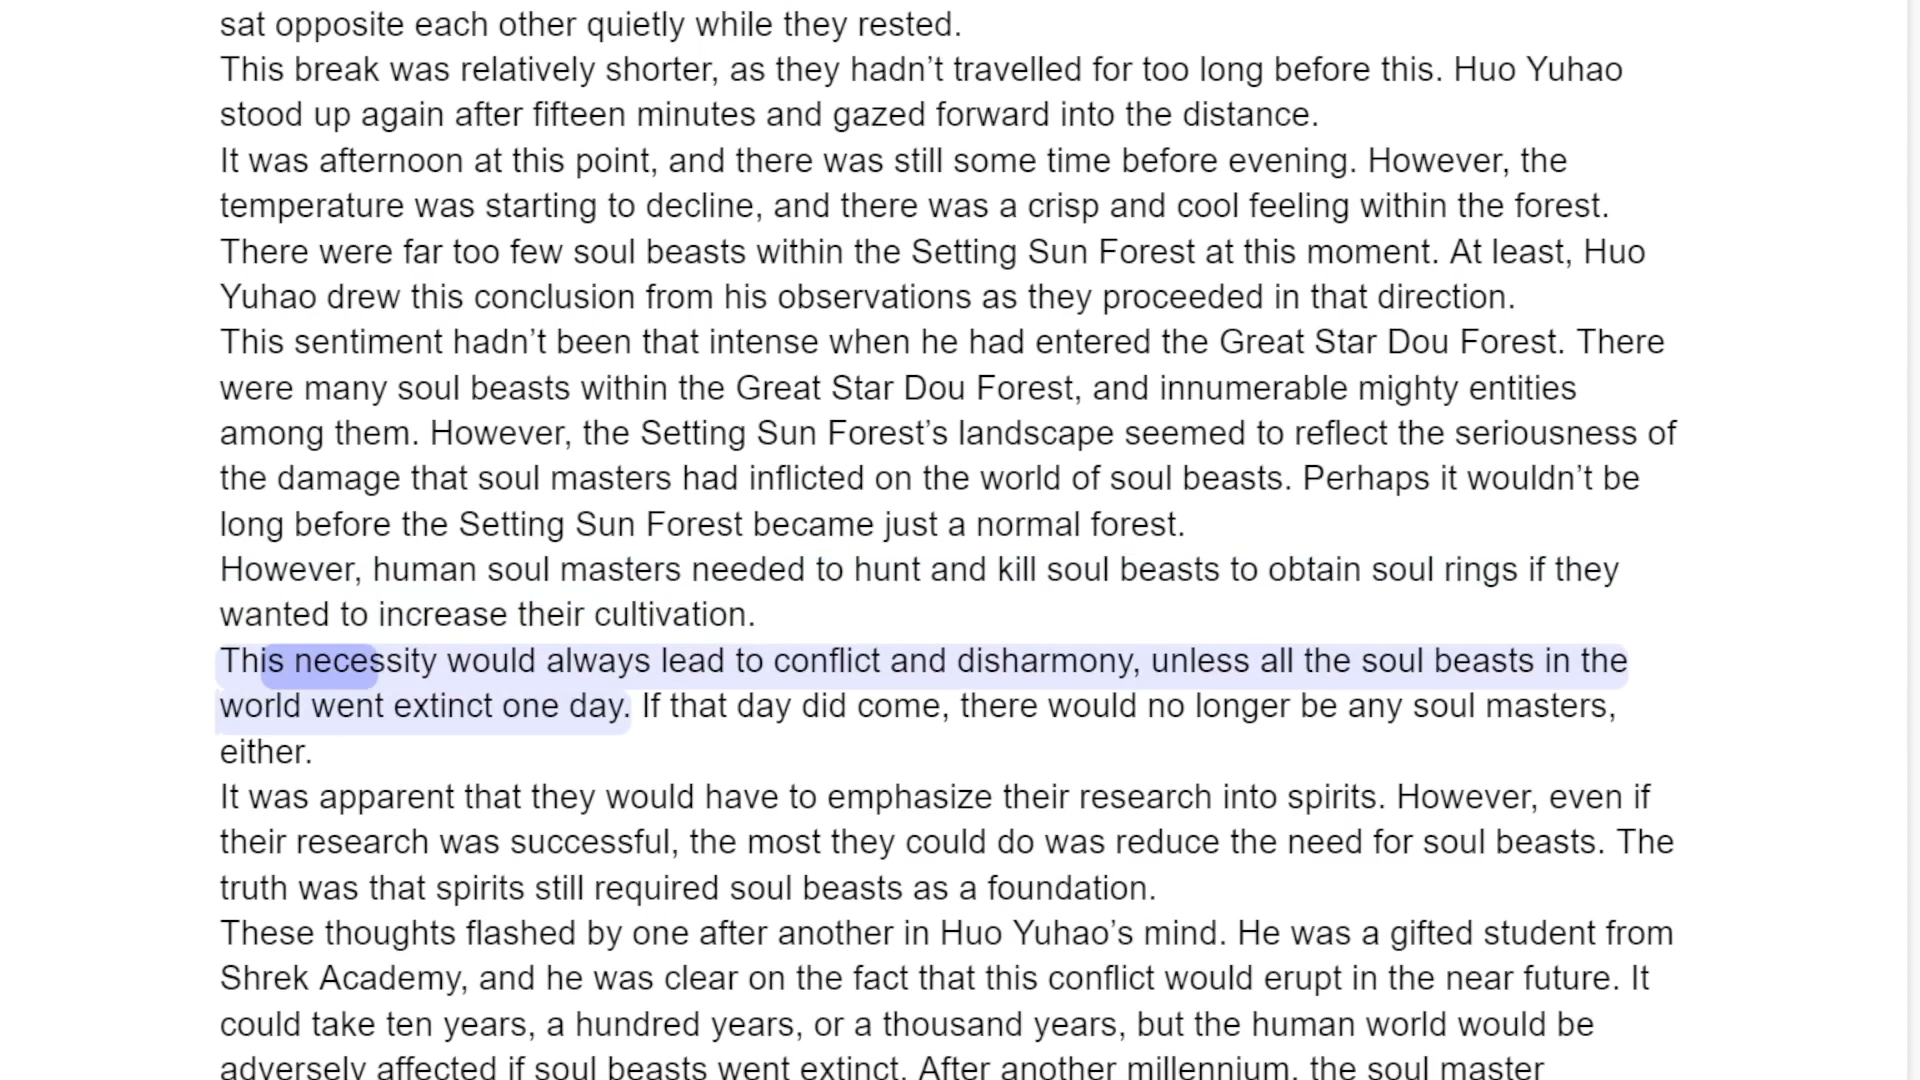 sat opposite each other quietly while they rested.
This break was relatively shorter, as they hadn’t travelled for too long before this. Huo Yuhao
stood up again after fifteen minutes and gazed forward into the distance.
It was afternoon at this point, and there was still some time before evening. However, the
temperature was starting to decline, and there was a crisp and cool feeling within the forest.
There were far too few soul beasts within the Setting Sun Forest at this moment. At least, Huo
Yuhao drew this conclusion from his observations as they proceeded in that direction.
This sentiment hadn’t been that intense when he had entered the Great Star Dou Forest. There
were many soul beasts within the Great Star Dou Forest, and innumerable mighty entities
among them. However, the Setting Sun Forest’s landscape seemed to reflect the seriousness of
the damage that soul masters had inflicted on the world of soul beasts. Perhaps it wouldn’t be
long before the Setting Sun Forest became just a normal forest.
However, human soul masters needed to hunt and kill soul beasts to obtain soul rings if they
wanted to increase their cultivation.
This necessity would always lead to conflict and disharmony, unless all the soul beasts in the
world went extinct one day. If that day did come, there would no longer be any soul masters,
either.
It was apparent that they would have to emphasize their research into spirits. However, even if
their research was successful, the most they could do was reduce the need for soul beasts. The
truth was that spirits still required soul beasts as a foundation.
These thoughts flashed by one after another in Huo Yuhao’s mind. He was a gifted student from
Shrek Academy, and he was clear on the fact that this conflict would erupt in the near future. It
could take ten years, a hundred years, or a thousand years, but the human world would be
adversely affected if soul beasts went extinct. After another millennium, the soul master